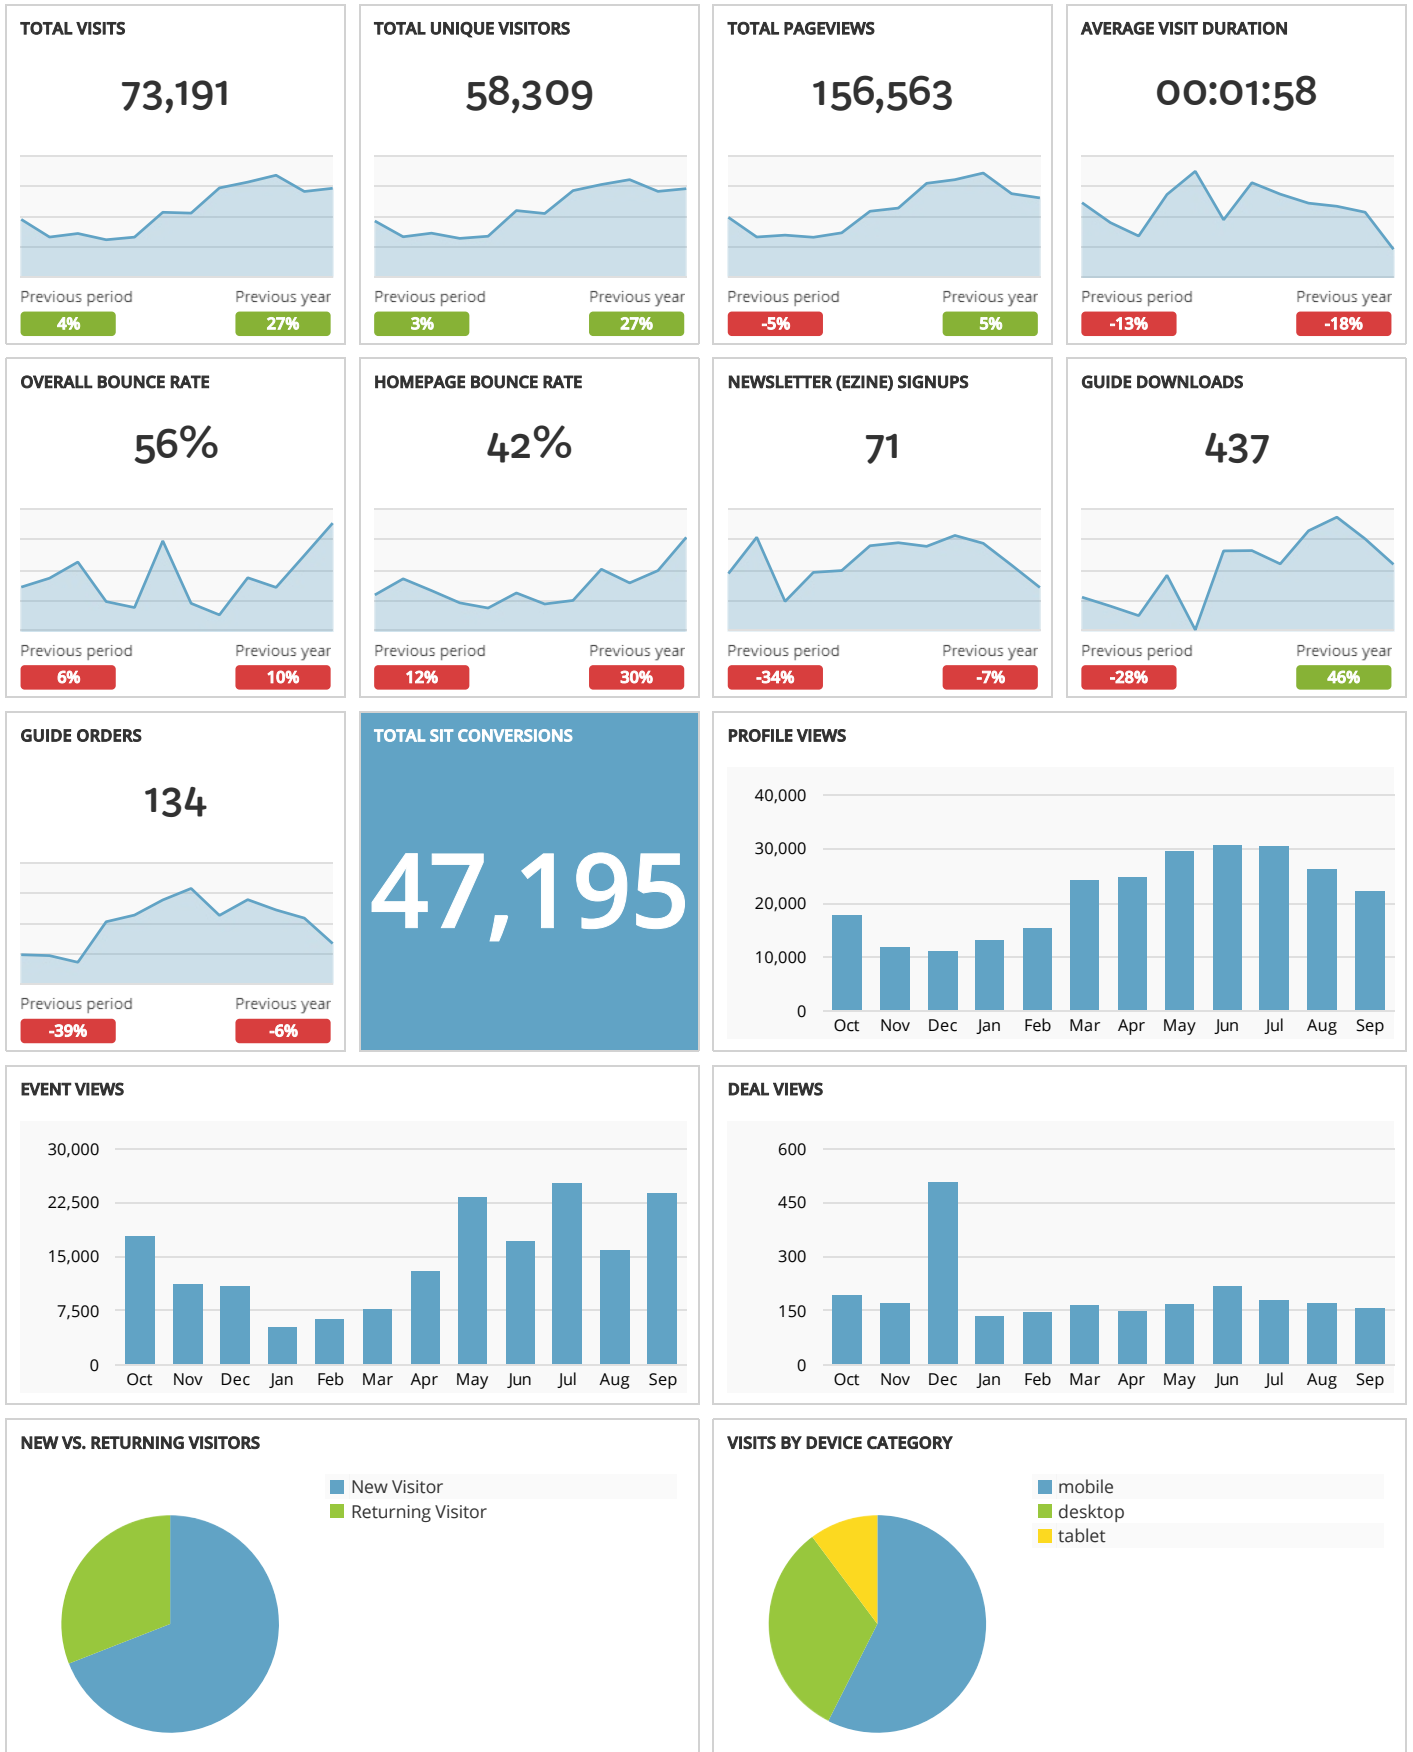 TOTAL VISITS
73,191
Previous period
Previous year
4%
27%
TOTAL UNIQUE VISITORS
58,309
Previous period
Previous year
3%
27%
TOTAL PAGEVIEWS
156,563
Previous period
Previous year
-5%
5%
AVERAGE VISIT DURATION
00:01:58
Previous period
Previous year
-13%
-18%
OVERALL BOUNCE RATE
56%
Previous period
Previous year
6%
10%
HOMEPAGE BOUNCE RATE
42%
Previous period
Previous year
12%
30%
NEWSLETTER (EZINE) SIGNUPS
71
Previous period
Previous year
-34%
-7%
GUIDE DOWNLOADS
437
Previous period
Previous year
-28%
46%
GUIDE ORDERS
134
Previous period
Previous year
-39%
-6%
TOTAL SIT CONVERSIONS
47,195
PROFILE VIEWS
40,000
30,000
20,000
10,000
0
Oct Nov Dec Jan Feb Mar Apr May Jun Jul Aug Sep
EVENT VIEWS
30,000
22,500
15,000
7,500
0
Oct Nov Dec Jan Feb Mar Apr May Jun Jul Aug Sep
DEAL VIEWS
600
450
300
150
0
Oct Nov Dec Jan Feb Mar Apr May Jun Jul Aug Sep
NEW VS. RETURNING VISITORS
New Visitor
Returning Visitor
VISITS BY DEVICE CATEGORY
mobile
desktop
tablet